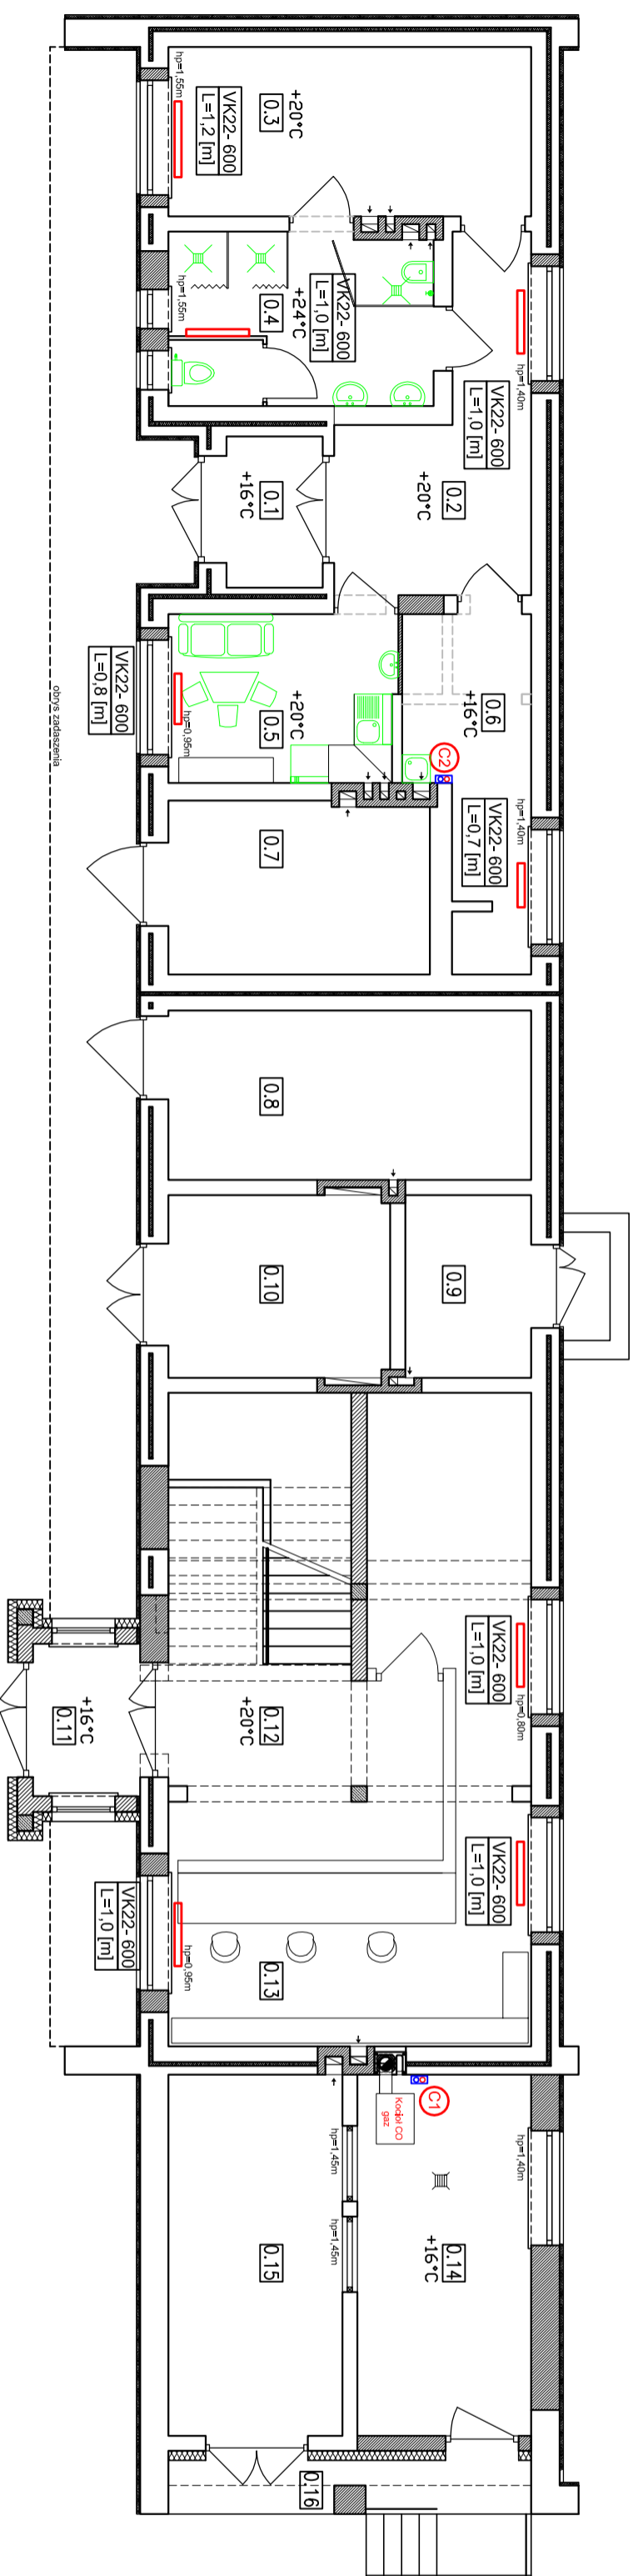 hp=1,55m
VK22- 600
L=1,2 [m]
0.3
+20°C
hp=1,55m
0.4
+24°C
VK22- 600
L=1,0 [m]
hp=1,40m
VK22- 600
L=1,0 [m]
0.2
+20°C
0.1
+16°C
VK22- 600
L=0,8 [m]
hp=0,95m
0.5
+20°C
0.6
+16°C
C2
hp=1,40m
VK22- 600
L=0,7 [m]
obrys zadaszenia
0.7
0.8
0.9
0.10
VK22- 600
L=1,0 [m]
hp=0,80m
0.12
+20°C
0.11
+16°C
VK22- 600
L=1,0 [m]
VK22- 600
L=1,0 [m]
hp=0,95m
0.13
C1
Kocioł CO
gaz
hp=1,40m
hp=1,45m
hp=1,45m
0.14
+16°C
0.15
0.16